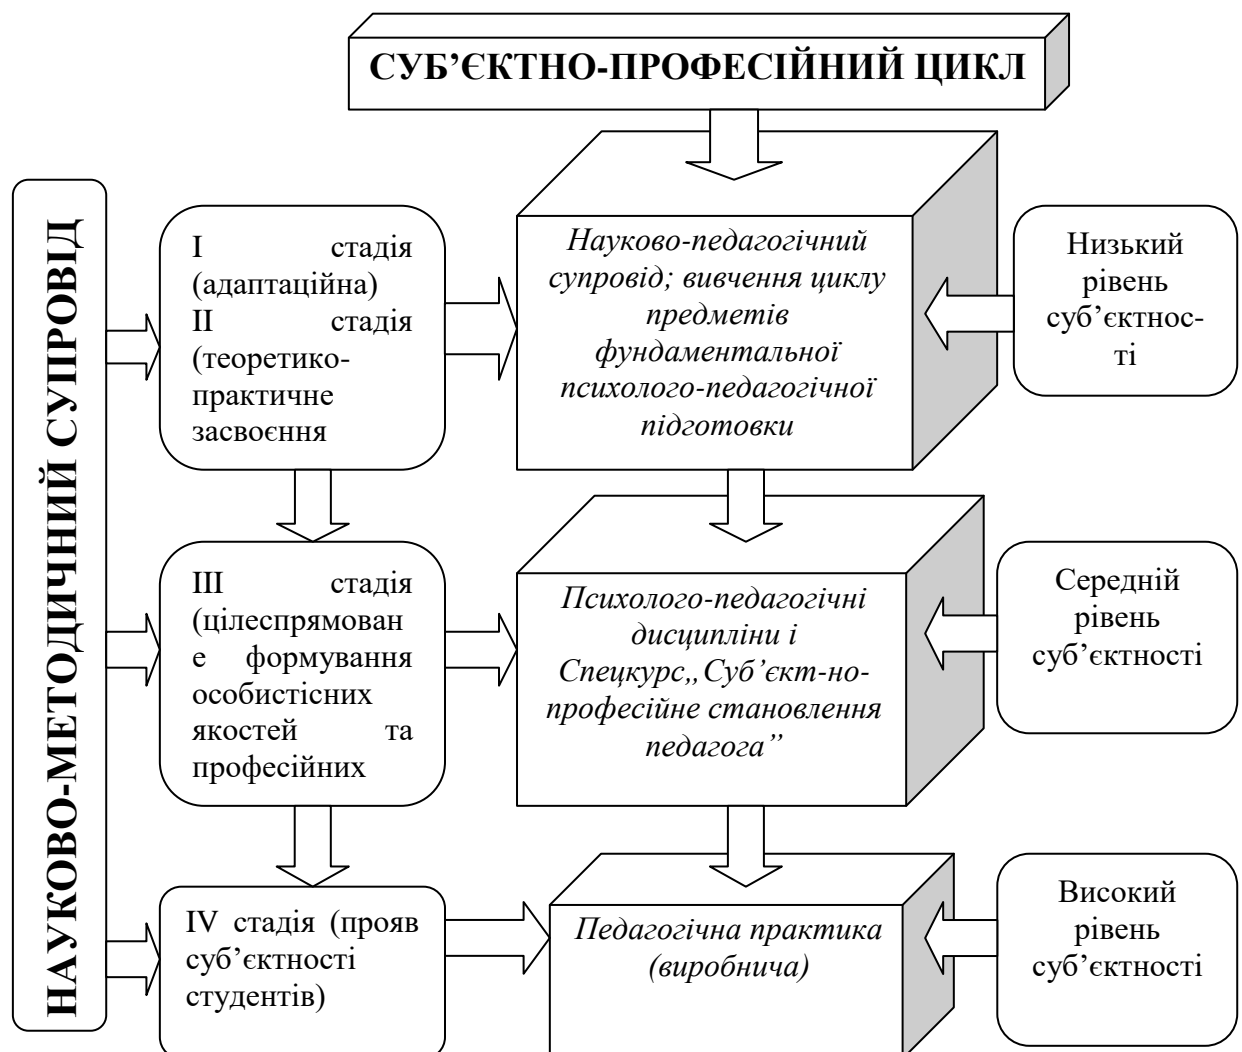 СУБ’ЄКТНО-ПРОФЕСІЙНИЙ ЦИКЛ
НАУКОВО-МЕТОДИЧНИЙ СУПРОВІД
І стадія
(адаптаційна)
ІІ стадія
(теоретико-
практичне
засвоєння
Науково-педагогічний
супровід; вивчення циклу
предметів
фундаментальної
психолого-педагогічної
підготовки
Низький
рівень
суб’єктнос-
ті
ІІІ стадія
(цілеспрямован
е формування
особистісних
якостей та
професійних
Психолого-педагогічні
дисципліни і
Спецкурс„Суб’єкт-но-
професійне становлення
педагога”
Середній
рівень
суб’єктності
IV стадія (прояв
суб’єктності
студентів)
Педагогічна практика
(виробнича)
Високий
рівень
суб’єктності